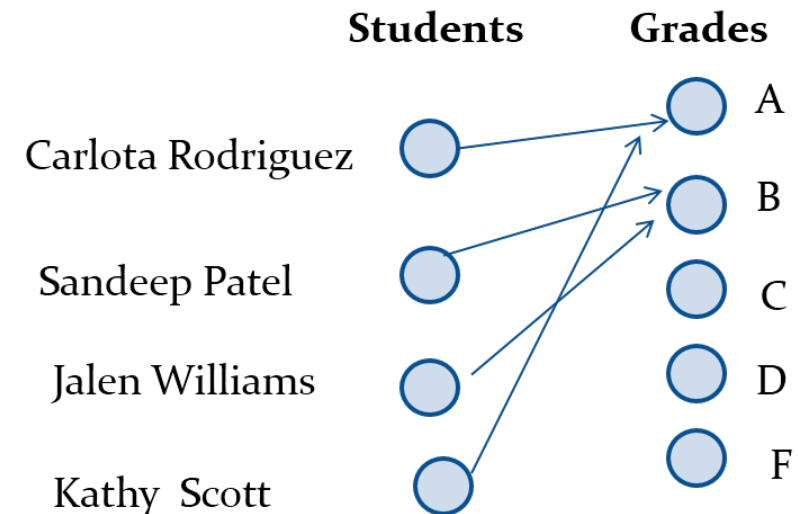 Students Grades
A
Carlota Rodriguez
B
Sandeep Patel
C
Jalen Williams
D
F
Kathy Scott